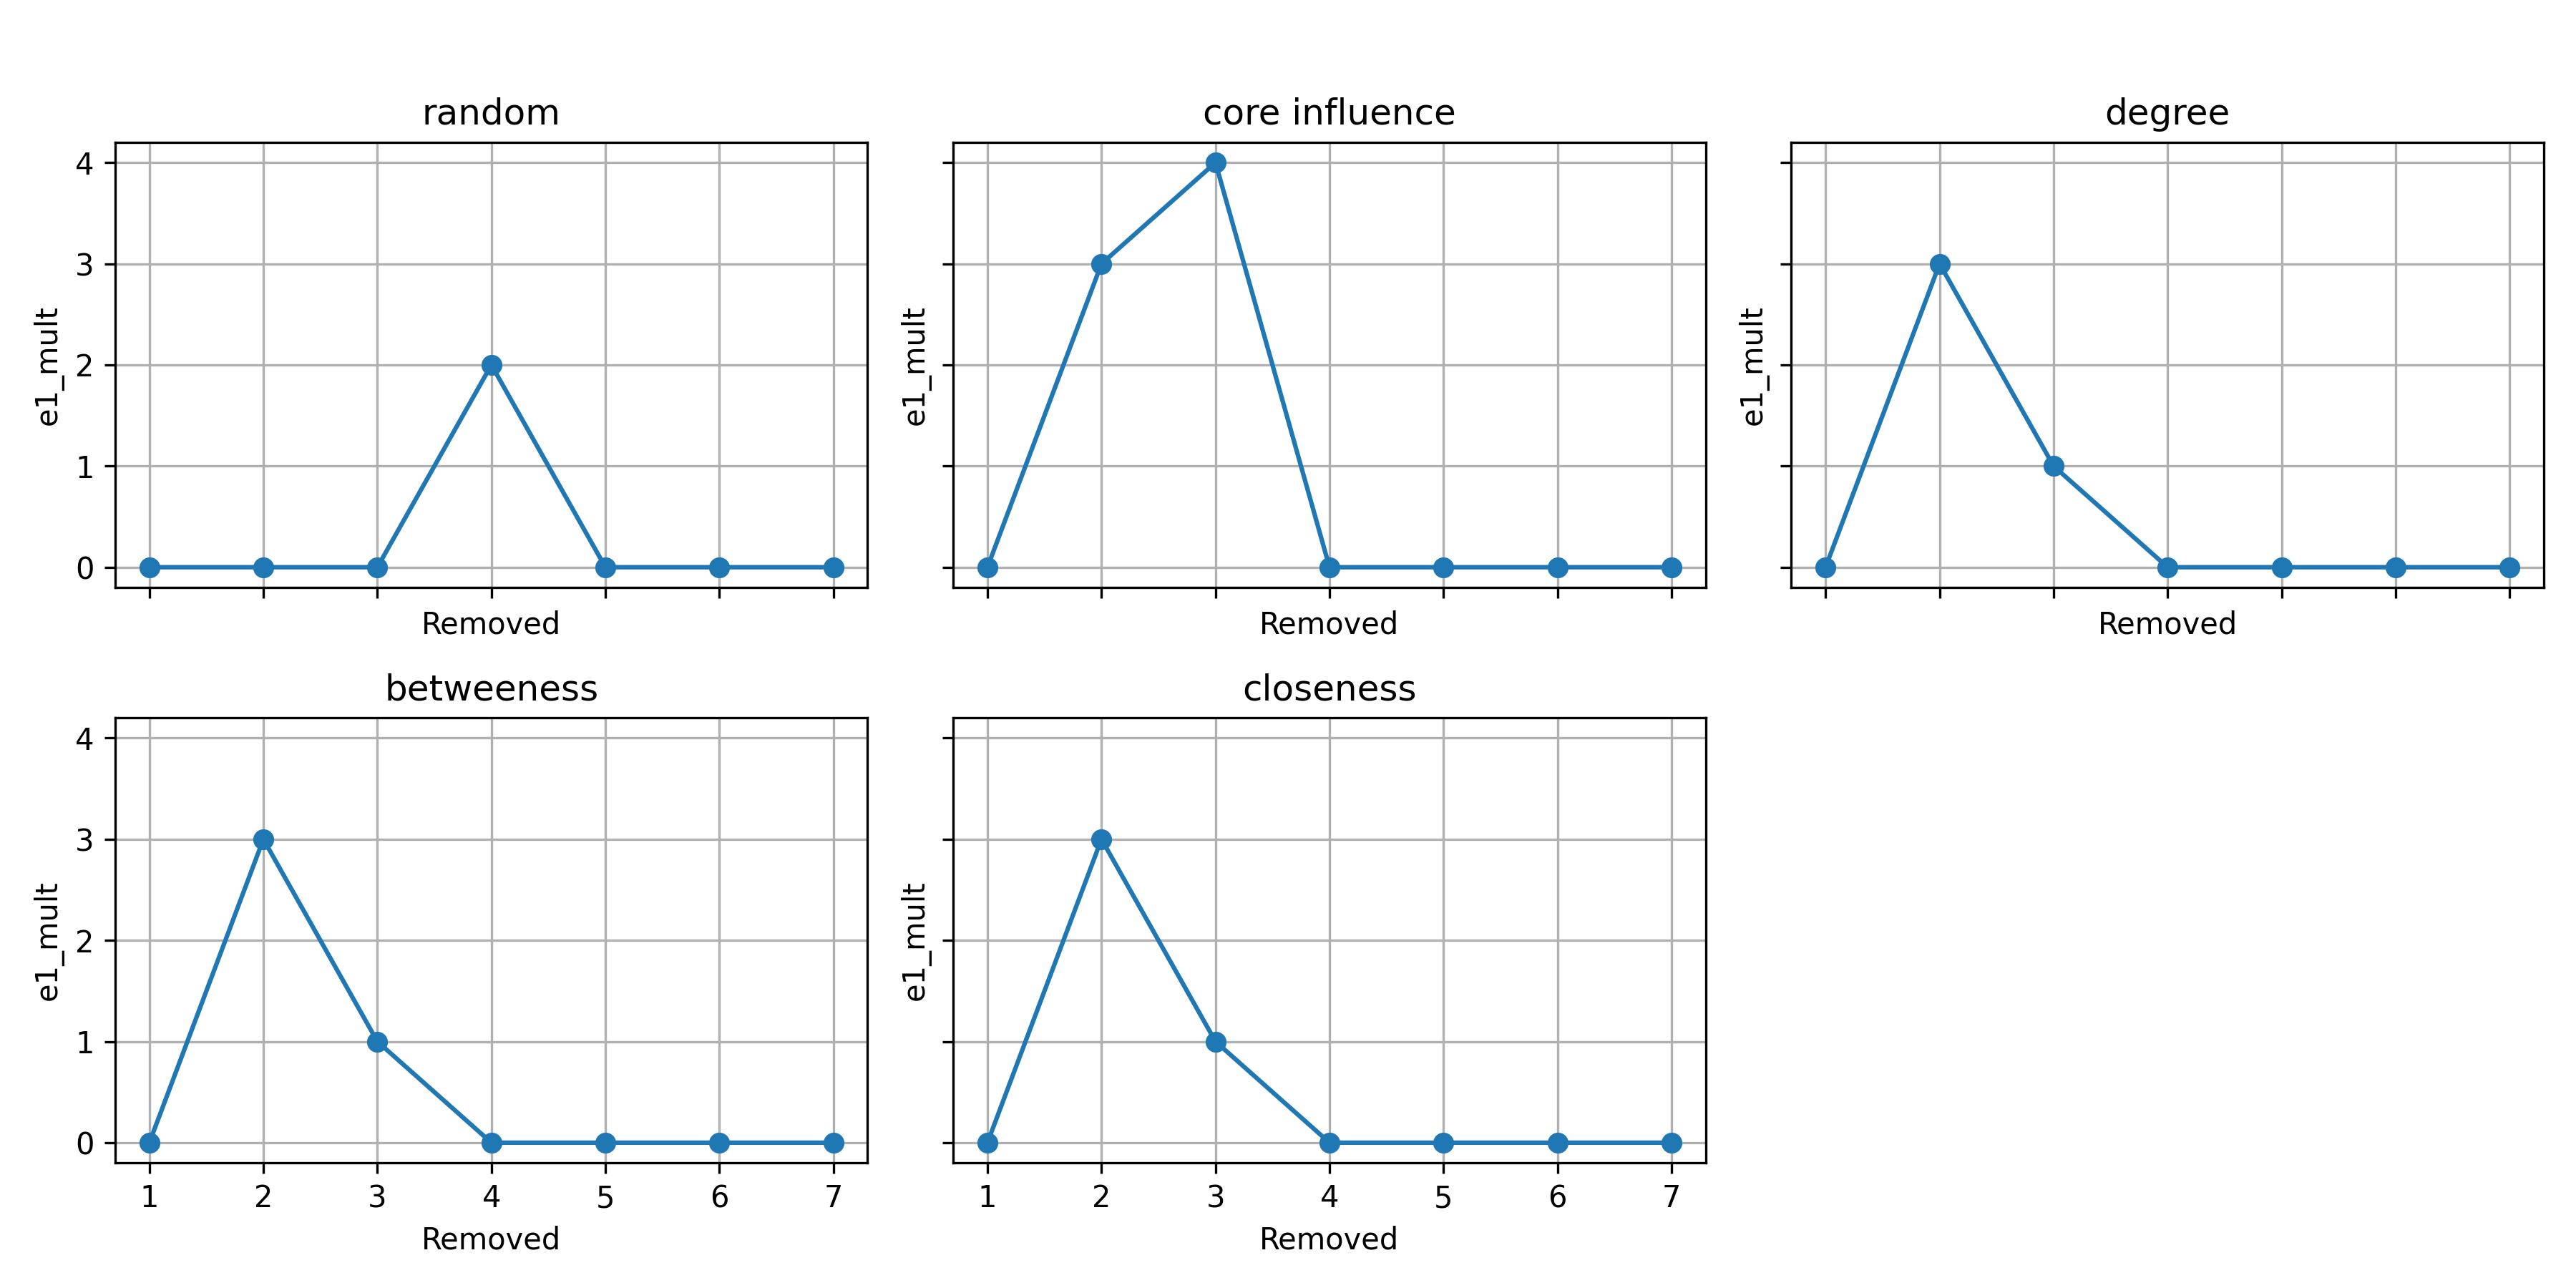 random
core influence
degree
4
3
2
1
0
e1_mult
e1_mult
e1_mult
Removed
Removed
Removed
betweeness
closeness
4
3
2
1
0
e1_mult
e1_mult
1 2 3 4 5 6 7
1 2 3 4 5 6 7
Removed
Removed